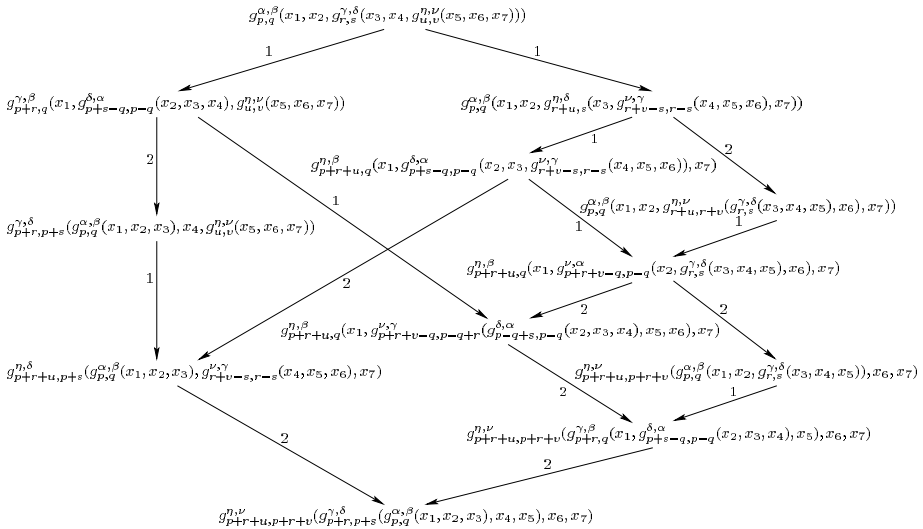 g^{α,β}_{p,q}(x_1,x_2,g^{γ,δ}_{r,s}(x_3,x_4,g^{η,ν}_{u,v}(x_5,x_6,x_7)))
1 1
g^{γ,β}_{p+r,q}(x_1,g^{δ,α}_{p+s−q,p−q}(x_2,x_3,x_4),g^{η,ν}_{u,v}(x_5,x_6,x_7)) g^{α,β}_{p,q}(x_1,x_2,g^{η,δ}_{r+u,s}(x_3,g^{ν,γ}_{r+v−s,r−s}(x_4,x_5,x_6),x_7))
2 1 2
g^{η,β}_{p+r+u,q}(x_1,g^{δ,α}_{p+s−q,p−q}(x_2,x_3,g^{ν,γ}_{r+v−s,r−s}(x_4,x_5,x_6)),x_7)
1
g^{α,β}_{p,q}(x_1,x_2,g^{η,ν}_{r+u,r+v}(g^{γ,δ}_{r,s}(x_3,x_4,x_5),x_6),x_7))
g^{γ,δ}_{p+r,p+s}(g^{α,β}_{p,q}(x_1,x_2,x_3),x_4,g^{η,ν}_{u,v}(x_5,x_6,x_7)) 1 1
g^{η,β}_{p+r+u,q}(x_1,g^{ν,α}_{p+r+v−q,p−q}(x_2,g^{γ,δ}_{r,s}(x_3,x_4,x_5),x_6),x_7)
1 2 2 2
g^{η,β}_{p+r+u,q}(x_1,g^{ν,γ}_{p+r+v−q,p−q+r}(g^{δ,α}_{p−q+s,p−q}(x_2,x_3,x_4),x_5,x_6),x_7)
g^{η,δ}_{p+r+u,p+s}(g^{α,β}_{p,q}(x_1,x_2,x_3),g^{ν,γ}_{r+v−s,r−s}(x_4,x_5,x_6),x_7) g^{η,ν}_{p+r+u,p+r+v}(g^{α,β}_{p,q}(x_1,x_2,g^{γ,δ}_{r,s}(x_3,x_4,x_5)),x_6,x_7)
2 1
g^{η,ν}_{p+r+u,p+r+v}(g^{γ,β}_{p+r,q}(x_1,g^{δ,α}_{p+s−q,p−q}(x_2,x_3,x_4),x_5),x_6,x_7)
2 2
g^{η,ν}_{p+r+u,p+r+v}(g^{γ,δ}_{p+r,p+s}(g^{α,β}_{p,q}(x_1,x_2,x_3),x_4,x_5),x_6,x_7)